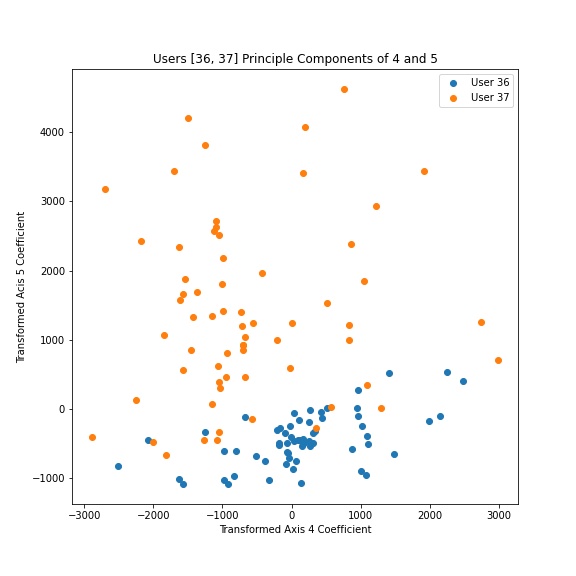 Users [36, 37] Principle Components of 4 and 5
User 36
User 37
Transformed Acis 5 Coefficient
4000
3000
2000
1000
0
−1000
−3000 −2000 −1000 0 1000 2000 3000
Transformed Axis 4 Coefficient